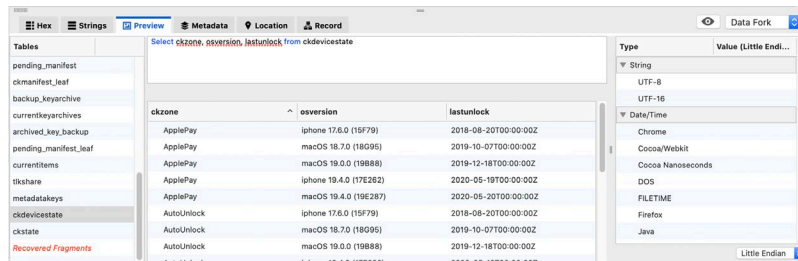 Hex Strings Preview Metadata Location Record Data Fork
Tables
pending_manifest
ckmanifest_leaf
backup_keyarchive
currentkeyarchives
archived_key_backup
pending_manifest_leaf
currentitems
tlkshare
metadatakeys
ckdevicestate
ckstate
Recovered Fragments
Select ckzone, osversion, lastunlock from ckdevicestate
ckzone osversion lastunlock
ApplePay iphone 17.6.0 (15F79) 2018-08-20T00:00:00Z
ApplePay macOS 18.7.0 (18G95) 2019-10-07T00:00:00Z
ApplePay macOS 19.0.0 (19B88) 2019-12-18T00:00:00Z
ApplePay iphone 19.4.0 (17E262) 2020-05-19T00:00:00Z
ApplePay macOS 19.4.0 (19E287) 2020-05-20T00:00:00Z
AutoUnlock iphone 17.6.0 (15F79) 2018-08-20T00:00:00Z
AutoUnlock macOS 18.7.0 (18G95) 2019-10-07T00:00:00Z
AutoUnlock macOS 19.0.0 (19B88) 2019-12-18T00:00:00Z
Type Value (Little Endi...
String
UTF-8
UTF-16
Date/Time
Chrome
Cocoa/Webkit
Cocoa Nanoseconds
DOS
FILETIME
Firefox
Java
Little Endian